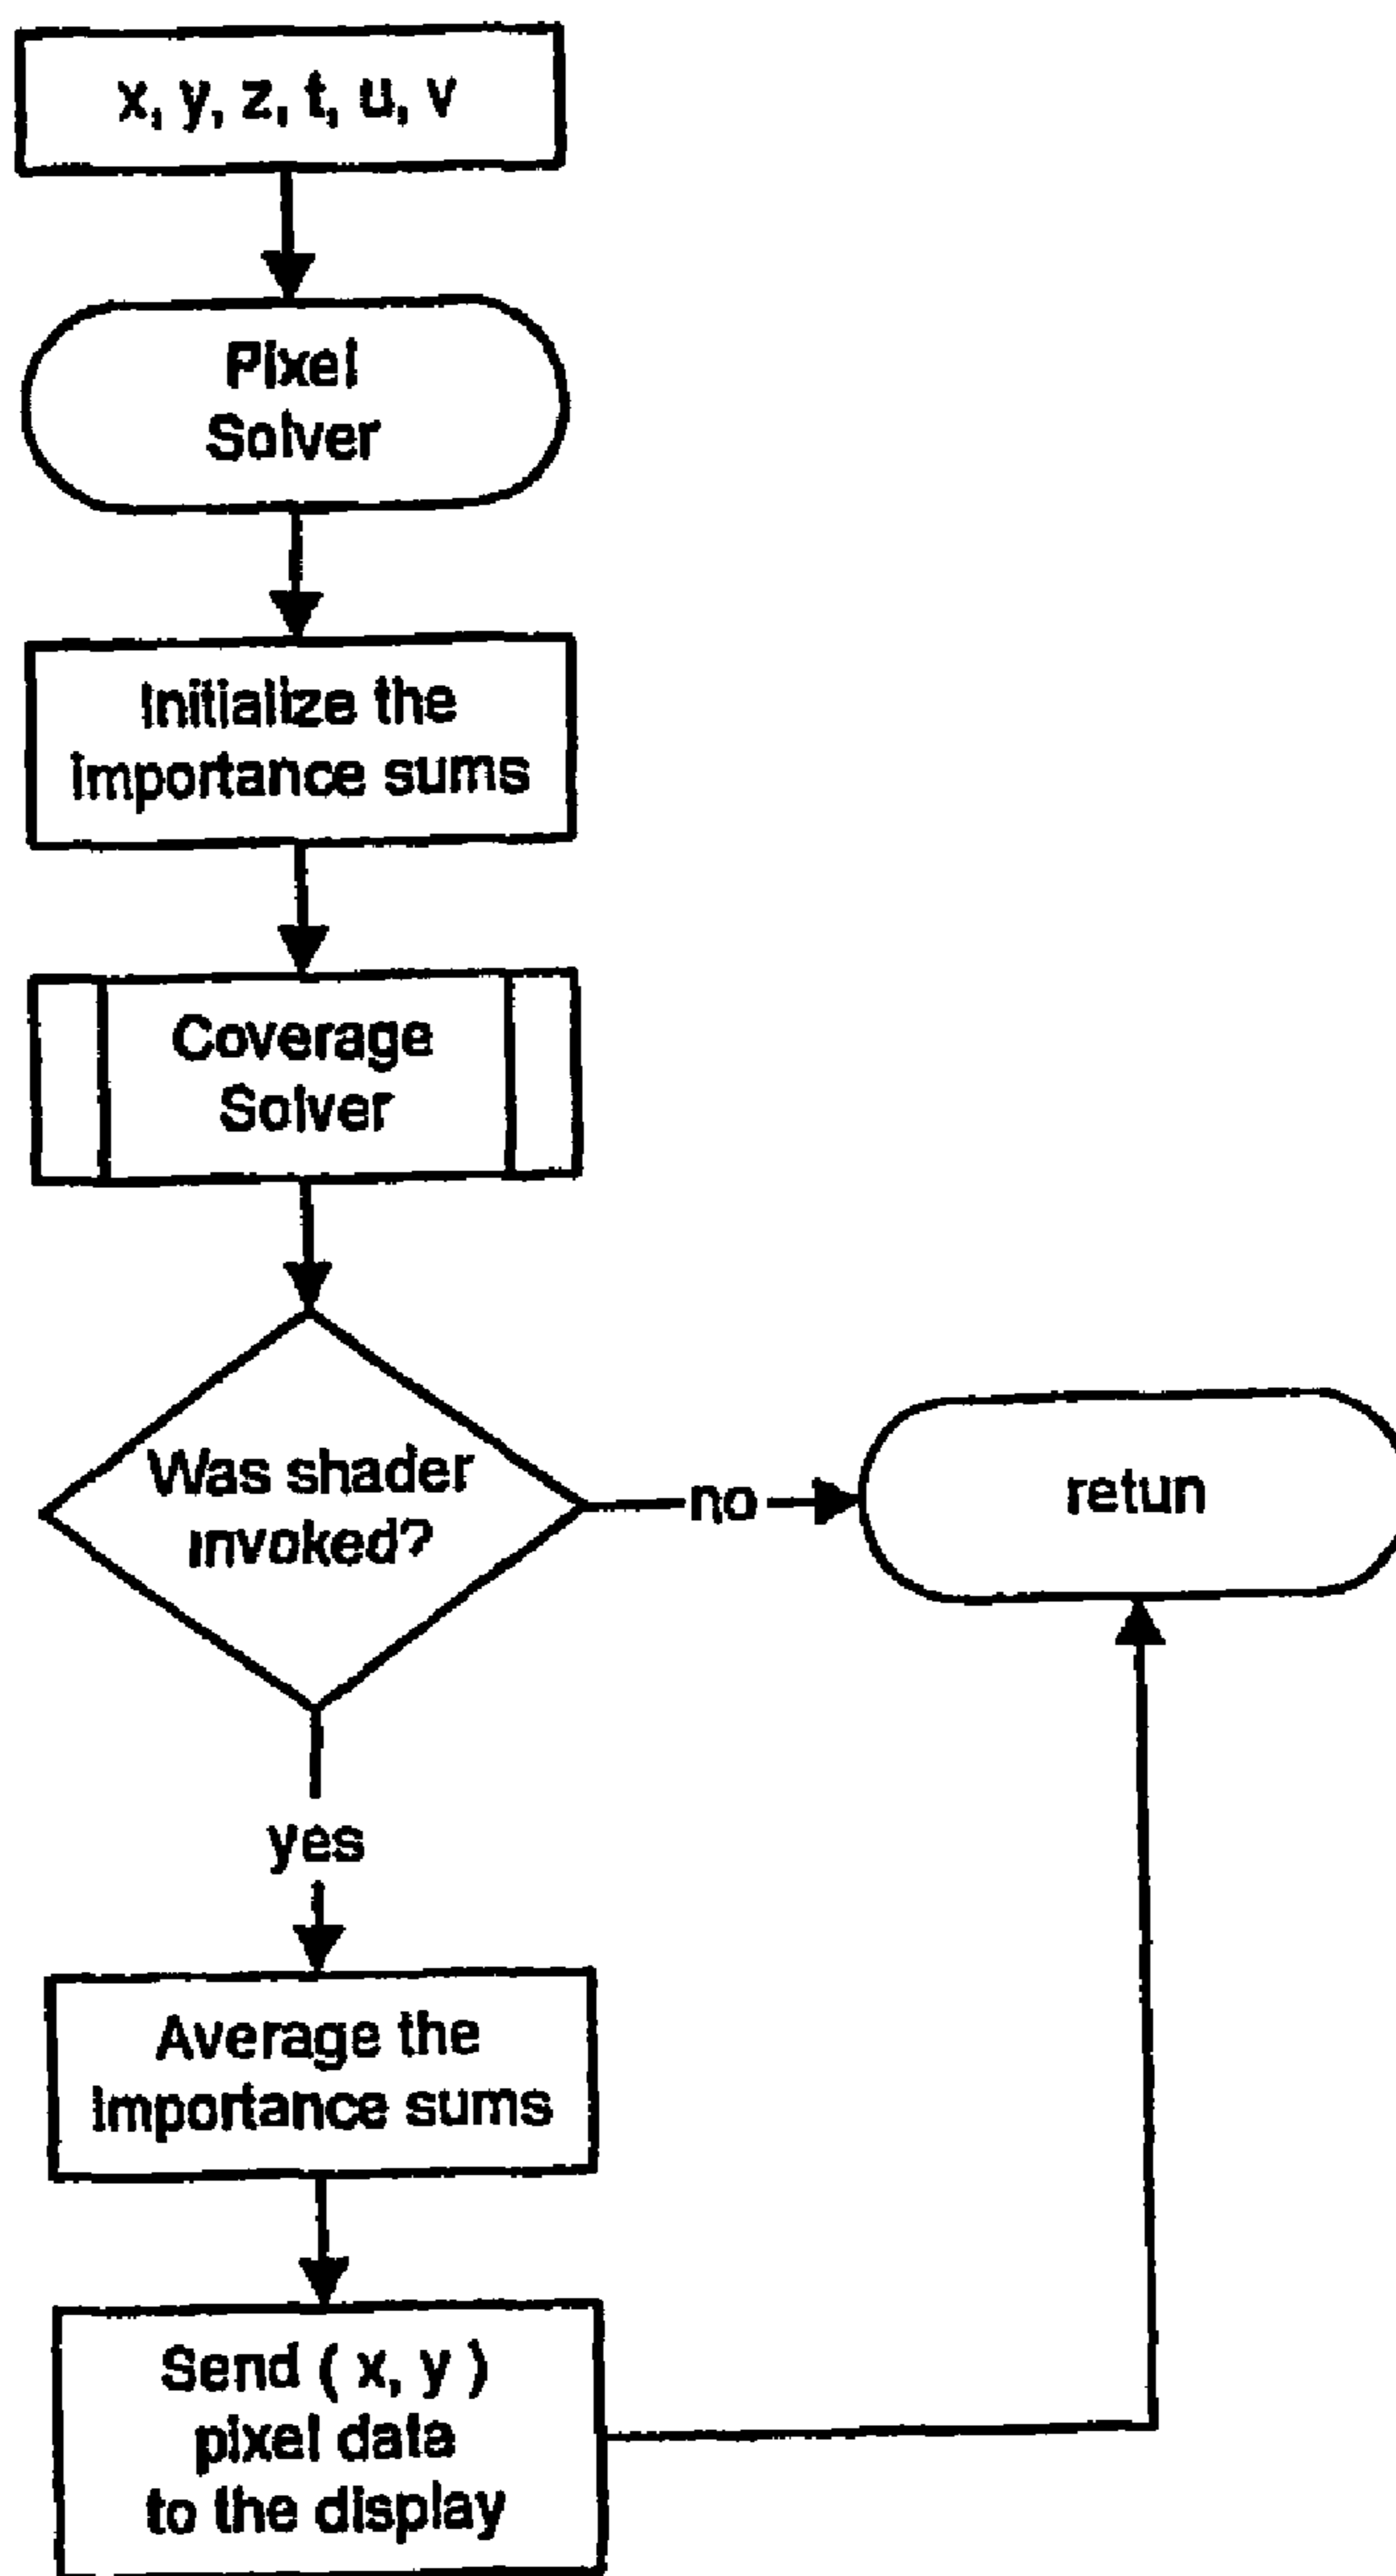 x, y, z, t, u, v
Pixel
Solver
Initialize the
importance sums
Coverage
Solver
Was shader
invoked?
no
retun
yes
Average the
importance sums
Send ( x, y )
pixel data
to the display